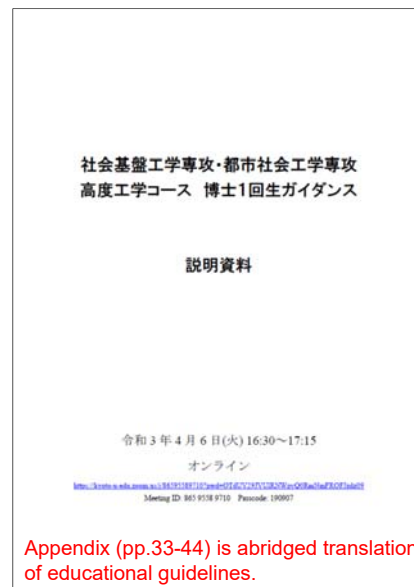 社会基盤工学専攻・都市社会工学専攻
高度工学コース 博士1回生ガイダンス
説明資料
令和 3 年 4 月 6 日(火) 16:30～17:15
オンライン
Meeting ID: 865 9558 9710 Passcode: 190907
Appendix (pp.33-44) is abridged translation
of educational guidelines.